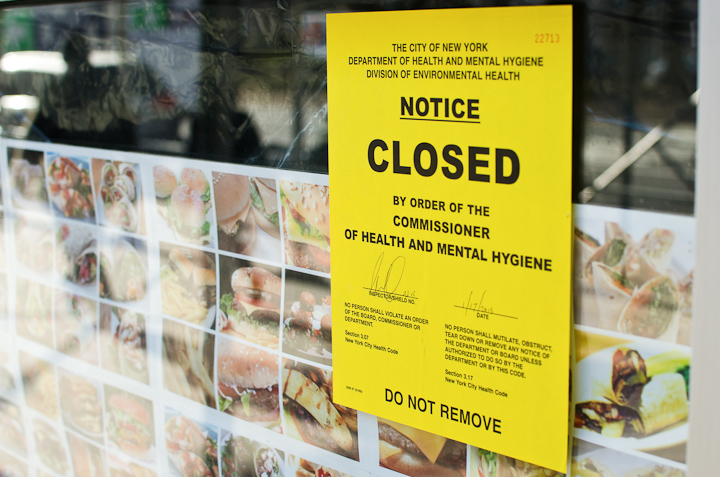 22713
THE CITY OF NEW YORK
DEPARTMENT OF HEALTH AND MENTAL HYGIENE
DIVISION OF ENVIRONMENTAL HEALTH
NOTICE
CLOSED
BY ORDER OF THE
COMMISSIONER
OF HEALTH AND MENTAL HYGIENE
INSPECTOR/SHIELD NO.
DATE
NO PERSON SHALL VIOLATE AN ORDER
OF THE BOARD, COMMISSIONER OR
DEPARTMENT.
Section 3.07
New York City Health Code
NO PERSON SHALL MUTILATE, OBSTRUCT,
TEAR DOWN OR REMOVE ANY NOTICE OF
THE DEPARTMENT OR BOARD UNLESS
AUTHORIZED TO DO SO BY THE
DEPARTMENT OR BY THIS CODE.
Section 3.17
New York City Health Code
DO NOT REMOVE